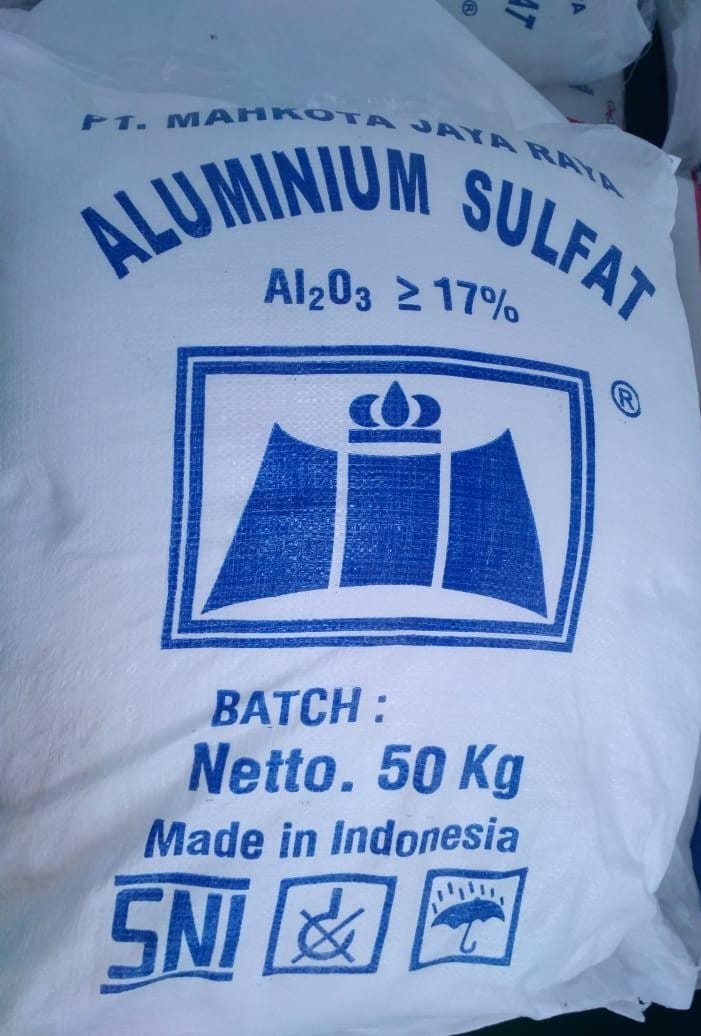 PT. MAHKOTA JAYA RAYA
ALUMINIUM SULFAT
Al₂O₃ ≥ 17%
®
BATCH :
Netto. 50 Kg
Made in Indonesia
SNI